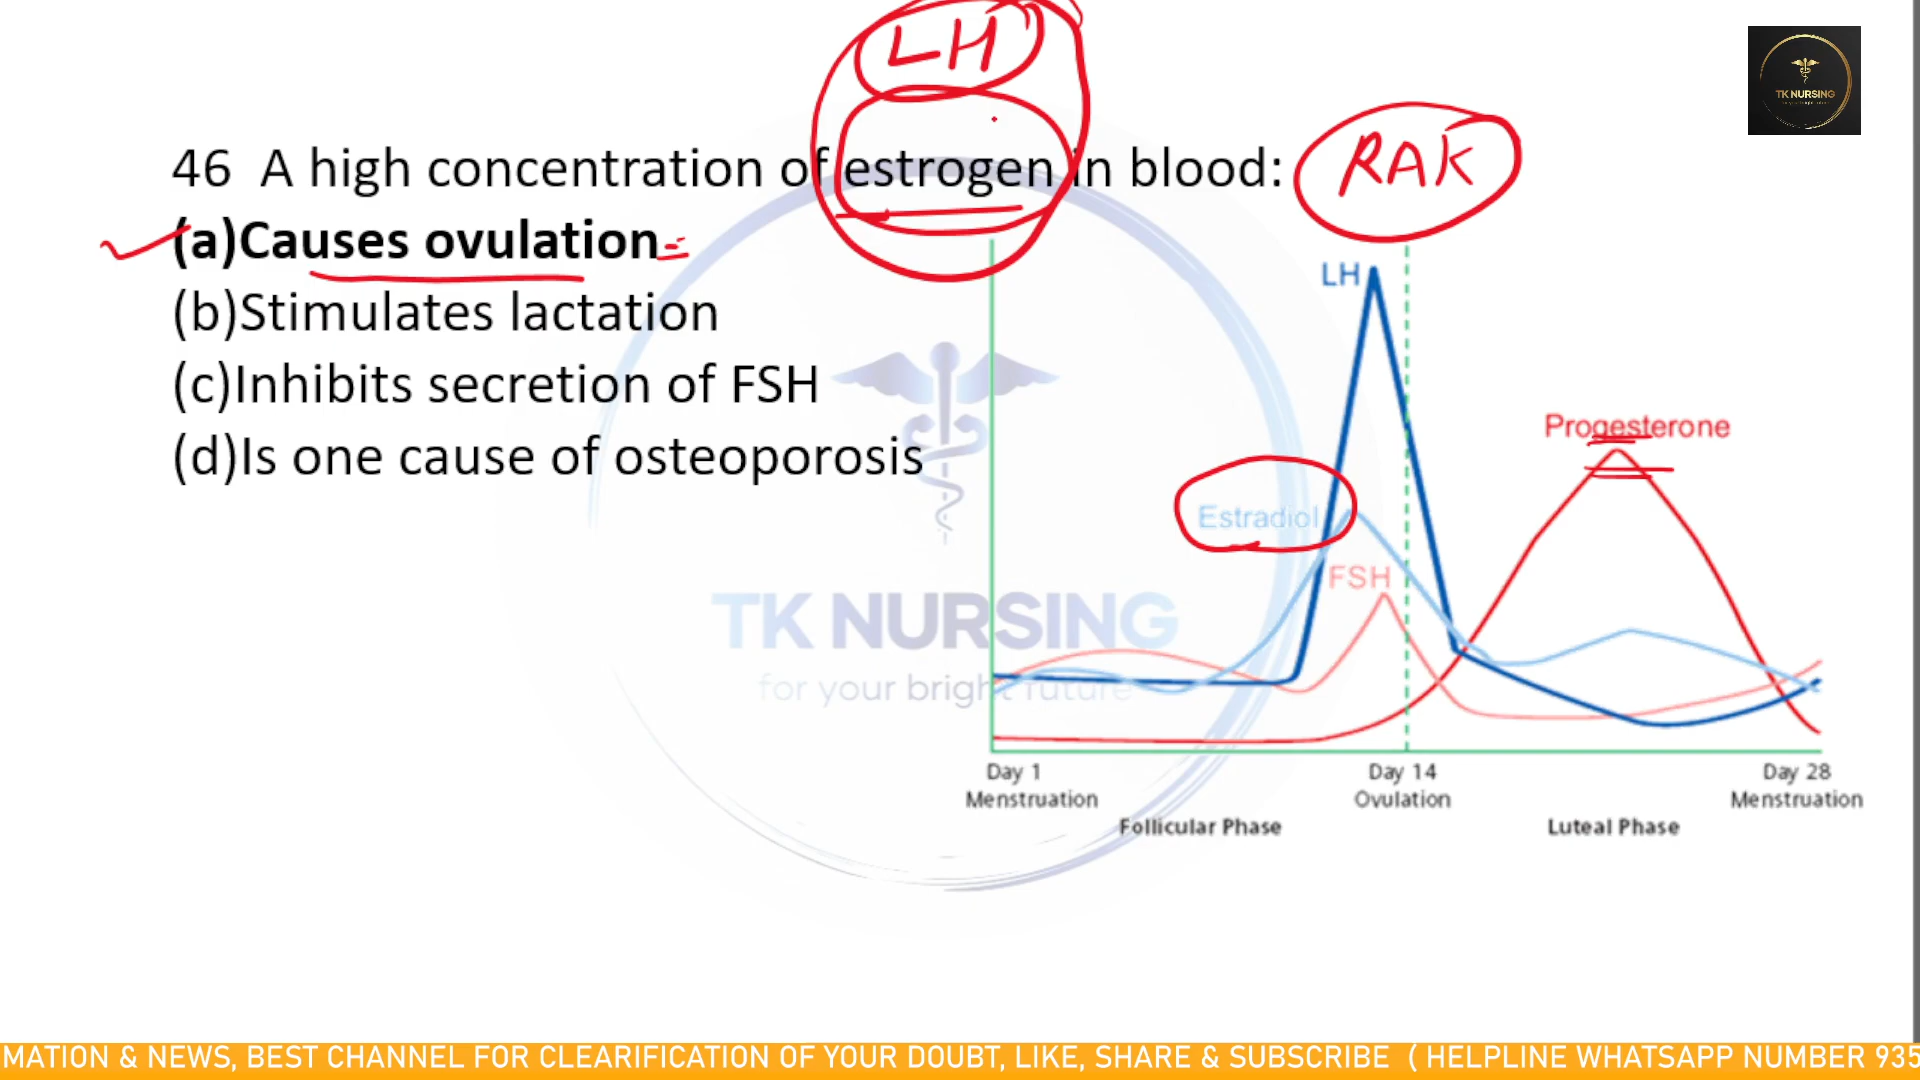 LH
TK NURSING
46 A high concentration of estrogen in blood:
RAK
(a)Causes ovulation
(b)Stimulates lactation
(c)Inhibits secretion of FSH
(d)Is one cause of osteoporosis
LH
Progesterone
Estradiol
FSH
TK NURSING
for your bright future
Day 1
Menstruation
Day 14
Ovulation
Day 28
Menstruation
Follicular Phase
Luteal Phase
MATION & NEWS, BEST CHANNEL FOR CLEARIFICATION OF YOUR DOUBT, LIKE, SHARE & SUBSCRIBE ( HELPLINE WHATSAPP NUMBER 935